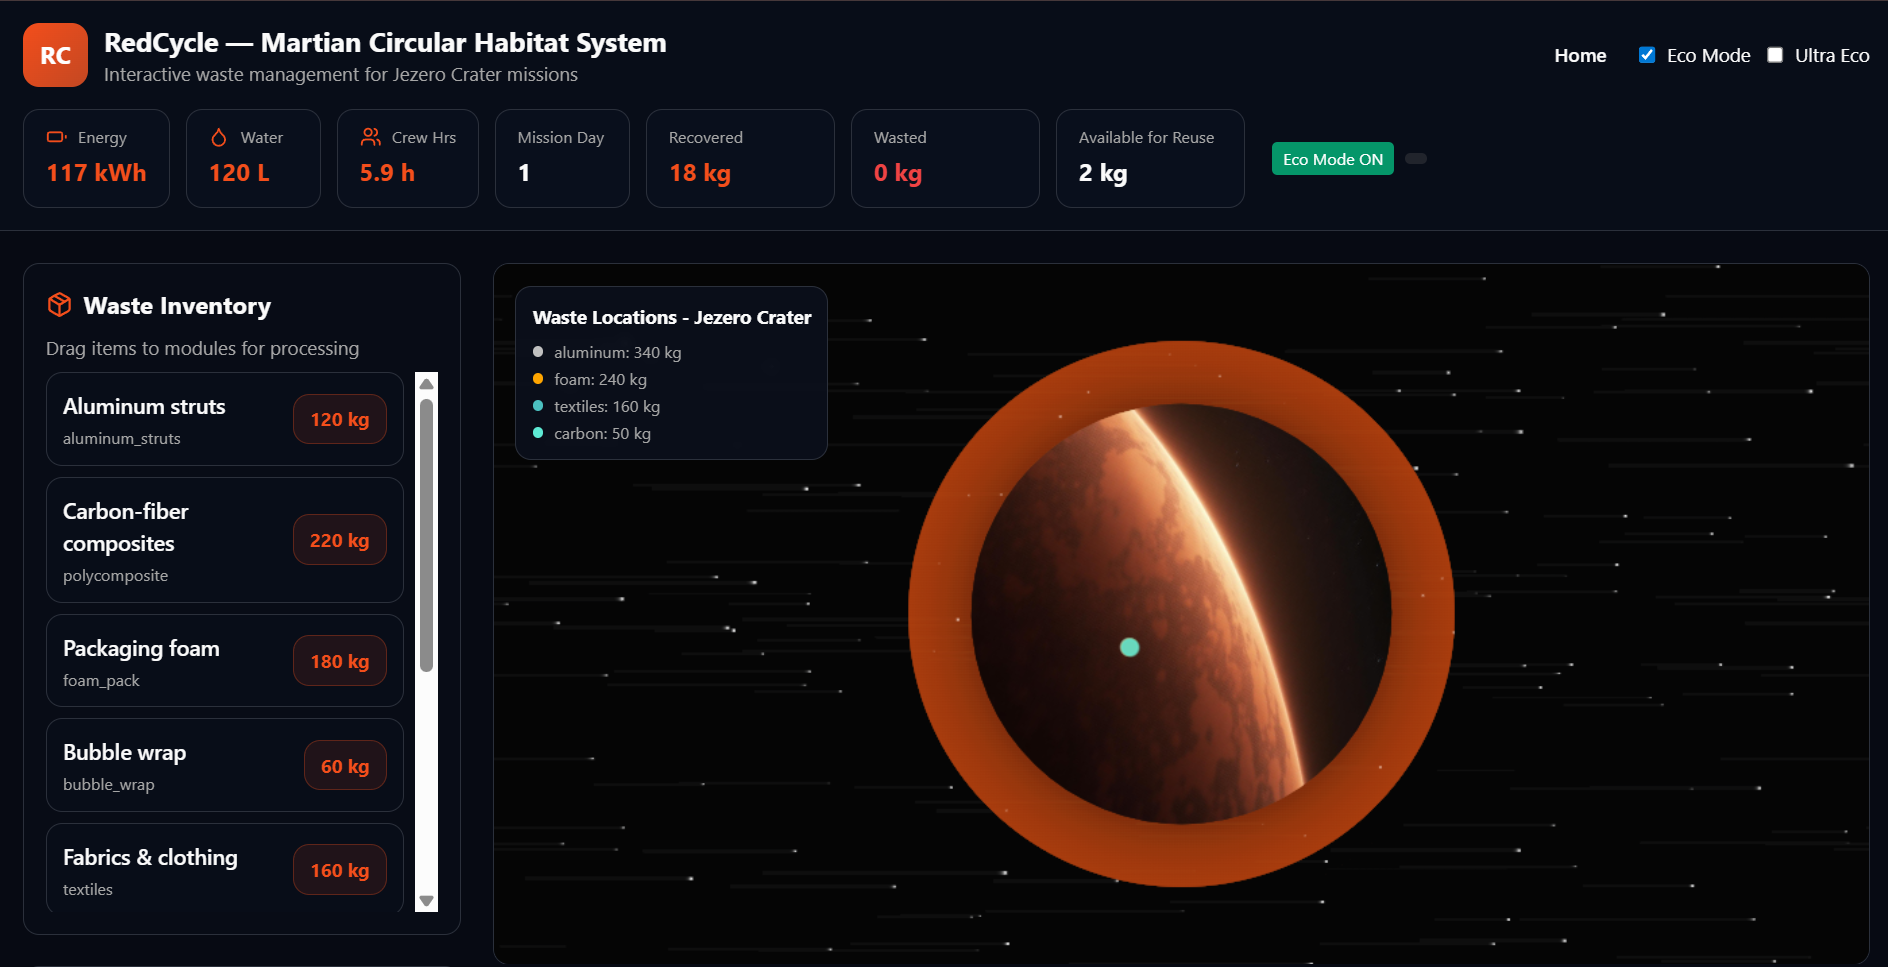 RC
RedCycle — Martian Circular Habitat System
Interactive waste management for Jezero Crater missions
Home
Eco Mode
Ultra Eco
Energy
117 kWh
Water
120 L
Crew Hrs
5.9 h
Mission Day
1
Recovered
18 kg
Wasted
0 kg
Available for Reuse
2 kg
Eco Mode ON
Waste Inventory
Drag items to modules for processing
Aluminum struts
aluminum_struts
120 kg
Carbon-fiber
composites
polycomposite
220 kg
Packaging foam
foam_pack
180 kg
Bubble wrap
bubble_wrap
60 kg
Fabrics & clothing
textiles
160 kg
Waste Locations - Jezero Crater
aluminum: 340 kg
foam: 240 kg
textiles: 160 kg
carbon: 50 kg